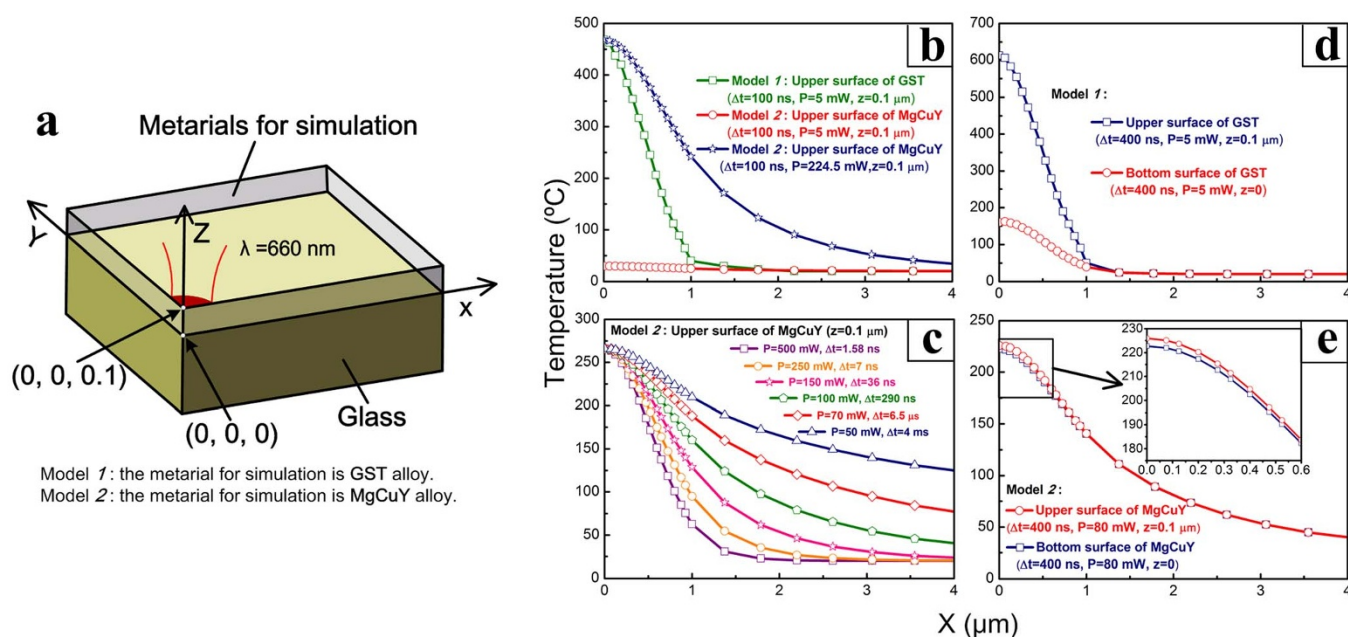 a
Metarials for simulation
Y
Z
λ =660 nm
X
(0, 0, 0.1)
(0, 0, 0)
Glass
Model 1: the metarial for simulation is GST alloy.
Model 2: the metarial for simulation is MgCuY alloy.
Temperature (ºC)
X (µm)
b
500
400
300
200
100
0
Model 1: Upper surface of GST
(Δt=100 ns, P=5 mW, z=0.1 µm)
Model 2: Upper surface of MgCuY
(Δt=100 ns, P=5 mW, z=0.1 µm)
Model 2: Upper surface of MgCuY
(Δt=100 ns, P=224.5 mW,z=0.1 µm)
0 1 2 3 4
c
300
250
200
150
100
50
0
Model 2: Upper surface of MgCuY (z=0.1 µm)
P=500 mW, Δt=1.58 ns
P=250 mW, Δt=7 ns
P=150 mW, Δt=36 ns
P=100 mW, Δt=290 ns
P=70 mW, Δt=6.5 µs
P=50 mW, Δt=4 ms
0 1 2 3 4
d
700
600
500
400
300
200
100
0
Model 1:
Upper surface of GST
(Δt=400 ns, P=5 mW, z=0.1 µm)
Bottom surface of GST
(Δt=400 ns, P=5 mW, z=0)
0 1 2 3 4
e
250
200
150
100
50
0
230
220
210
200
190
180
0.0 0.1 0.2 0.3 0.4 0.5 0.6
Model 2:
Upper surface of MgCuY
(Δt=400 ns, P=80 mW, z=0.1 µm)
Bottom surface of MgCuY
(Δt=400 ns, P=80 mW, z=0)
0 1 2 3 4